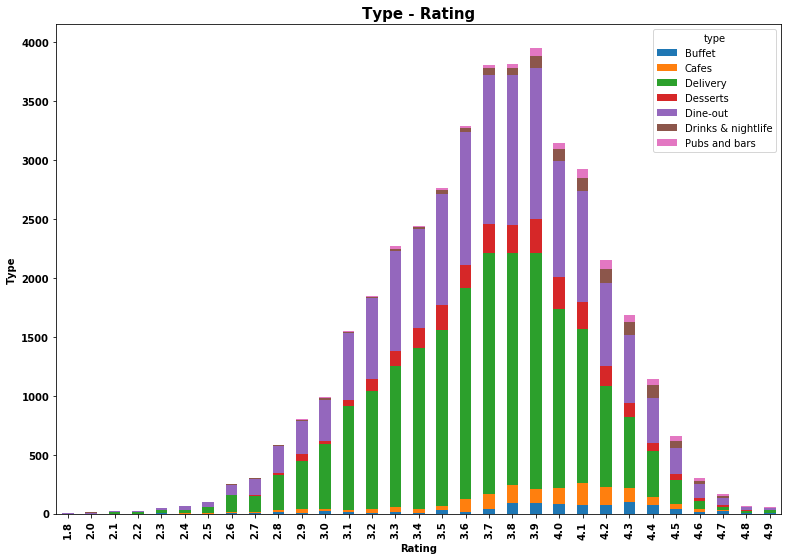 Type - Rating
type
Buffet
Cafes
Delivery
Desserts
Dine-out
Drinks & nightlife
Pubs and bars
4000
3500
3000
2500
2000
1500
1000
500
0
Type
1.8 2.0 2.1 2.2 2.3 2.4 2.5 2.6 2.7 2.8 2.9 3.0 3.1 3.2 3.3 3.4 3.5 3.6 3.7 3.8 3.9 4.0 4.1 4.2 4.3 4.4 4.5 4.6 4.7 4.8 4.9
Rating